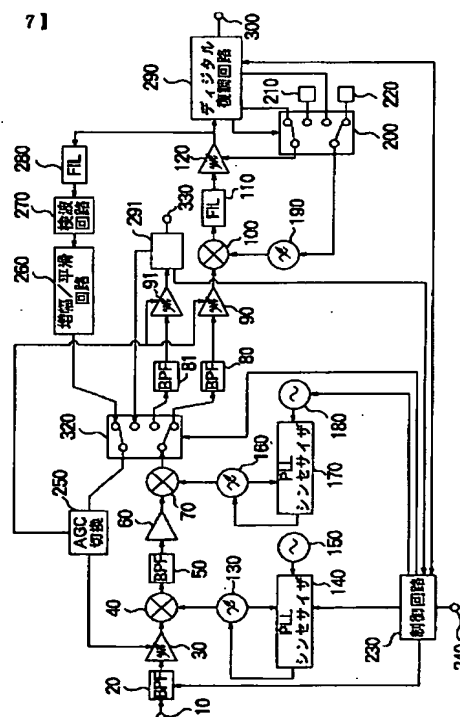 7】
300
290
ディジタル
復調回路
210
220
200
280
FIL
270
検波
回路
260
増幅／平滑
回路
120
FIL
110
330
291
100
190
91
90
BPF
81
BPF
80
320
250
AGC
切換
160
180
70
60
PLL
シンセサイザ
170
BPF
50
130
150
40
PLL
シンセサイザ
140
30
20
BPF
10
230
制御回路
240